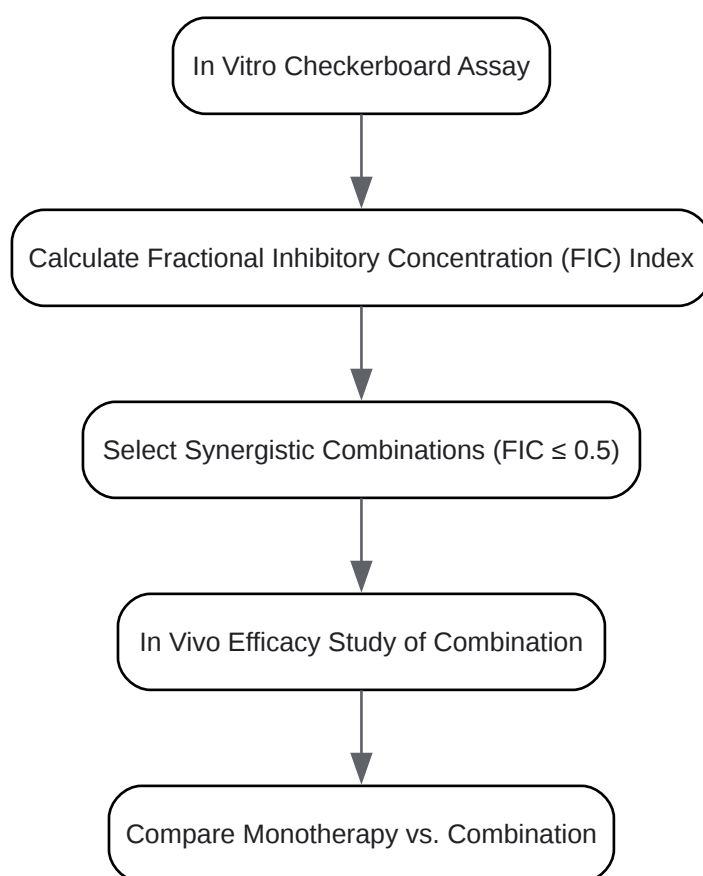 In Vitro Checkerboard Assay
Calculate Fractional Inhibitory Concentration (FIC) Index
Select Synergistic Combinations (FIC ≤ 0.5)
In Vivo Efficacy Study of Combination
Compare Monotherapy vs. Combination